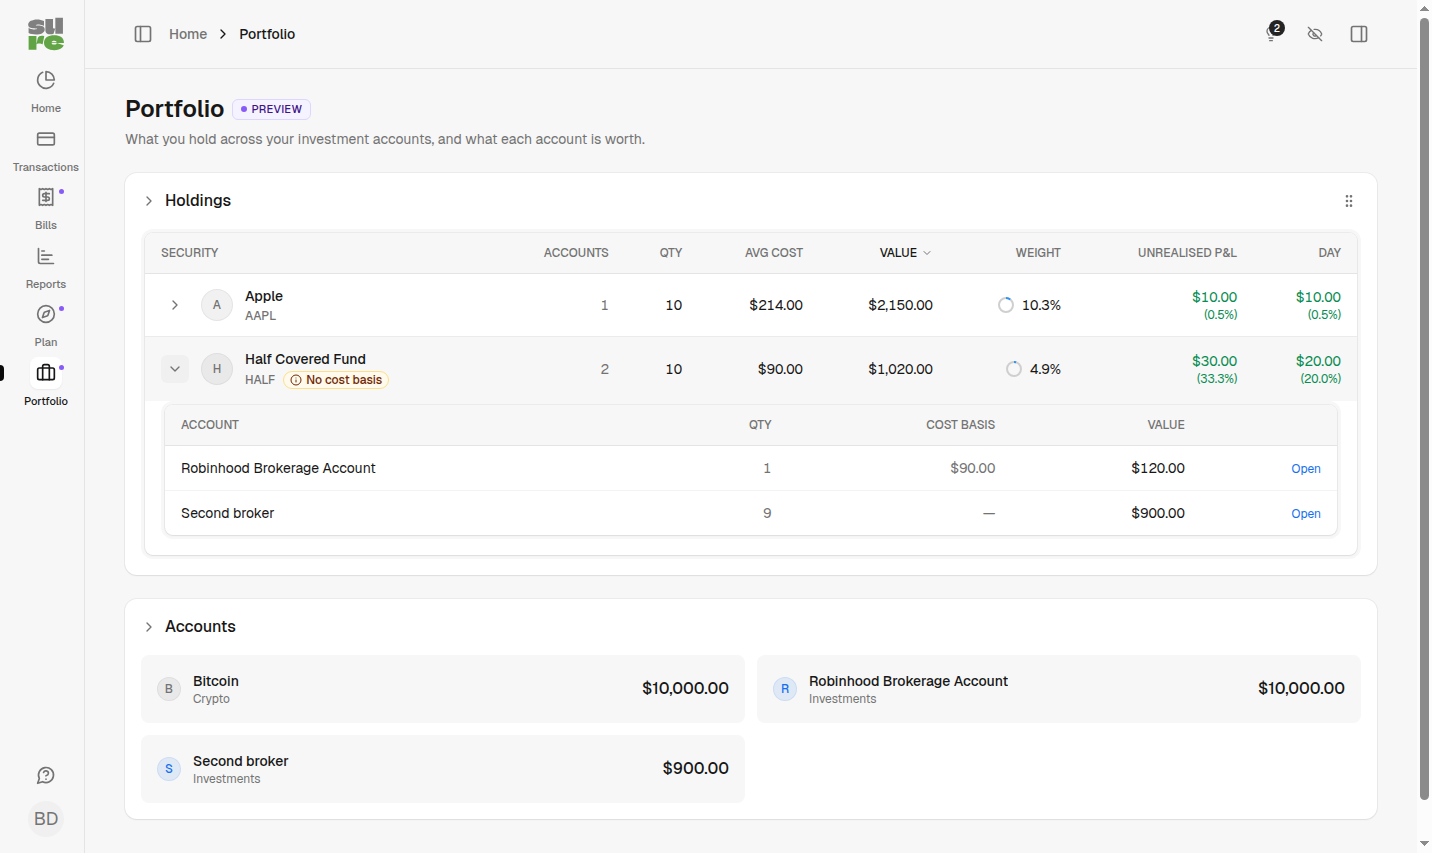 sure
Home > Portfolio
2
Home
Transactions
Bills
Reports
Plan
Portfolio
BD
Portfolio PREVIEW
What you hold across your investment accounts, and what each account is worth.
Holdings
SECURITY ACCOUNTS QTY AVG COST VALUE WEIGHT UNREALISED P&L DAY
A Apple 1 10 $214.00 $2,150.00 10.3% $10.00 $10.00
AAPL (0.5%) (0.5%)
H Half Covered Fund 2 10 $90.00 $1,020.00 4.9% $30.00 $20.00
HALF No cost basis (33.3%) (20.0%)
ACCOUNT QTY COST BASIS VALUE
Robinhood Brokerage Account 1 $90.00 $120.00 Open
Second broker 9 — $900.00 Open
Accounts
B Bitcoin $10,000.00
Crypto
R Robinhood Brokerage Account $10,000.00
Investments
S Second broker $900.00
Investments